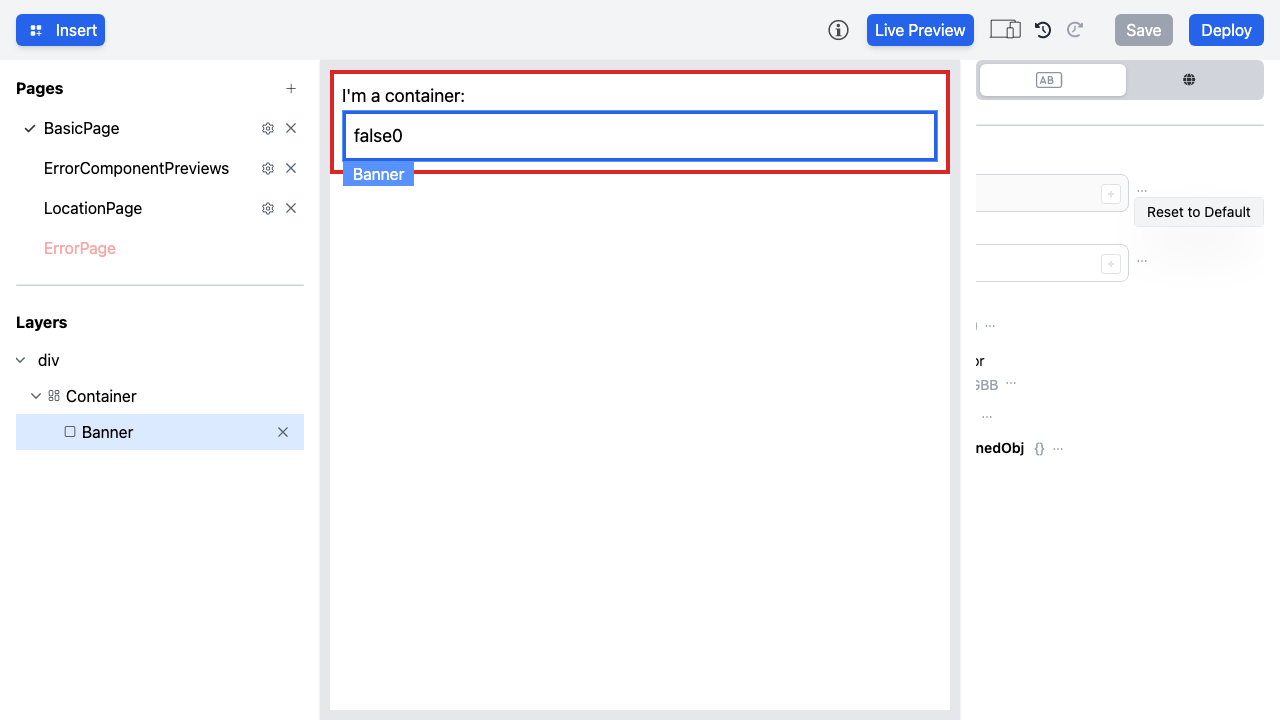 Insert
Live Preview
Save
Deploy
Pages
BasicPage
ErrorComponentPreviews
LocationPage
ErrorPage
Layers
div
Container
Banner
I'm a container:
false0
Banner
AB
Reset to Default
or
GBB
nedObj {}